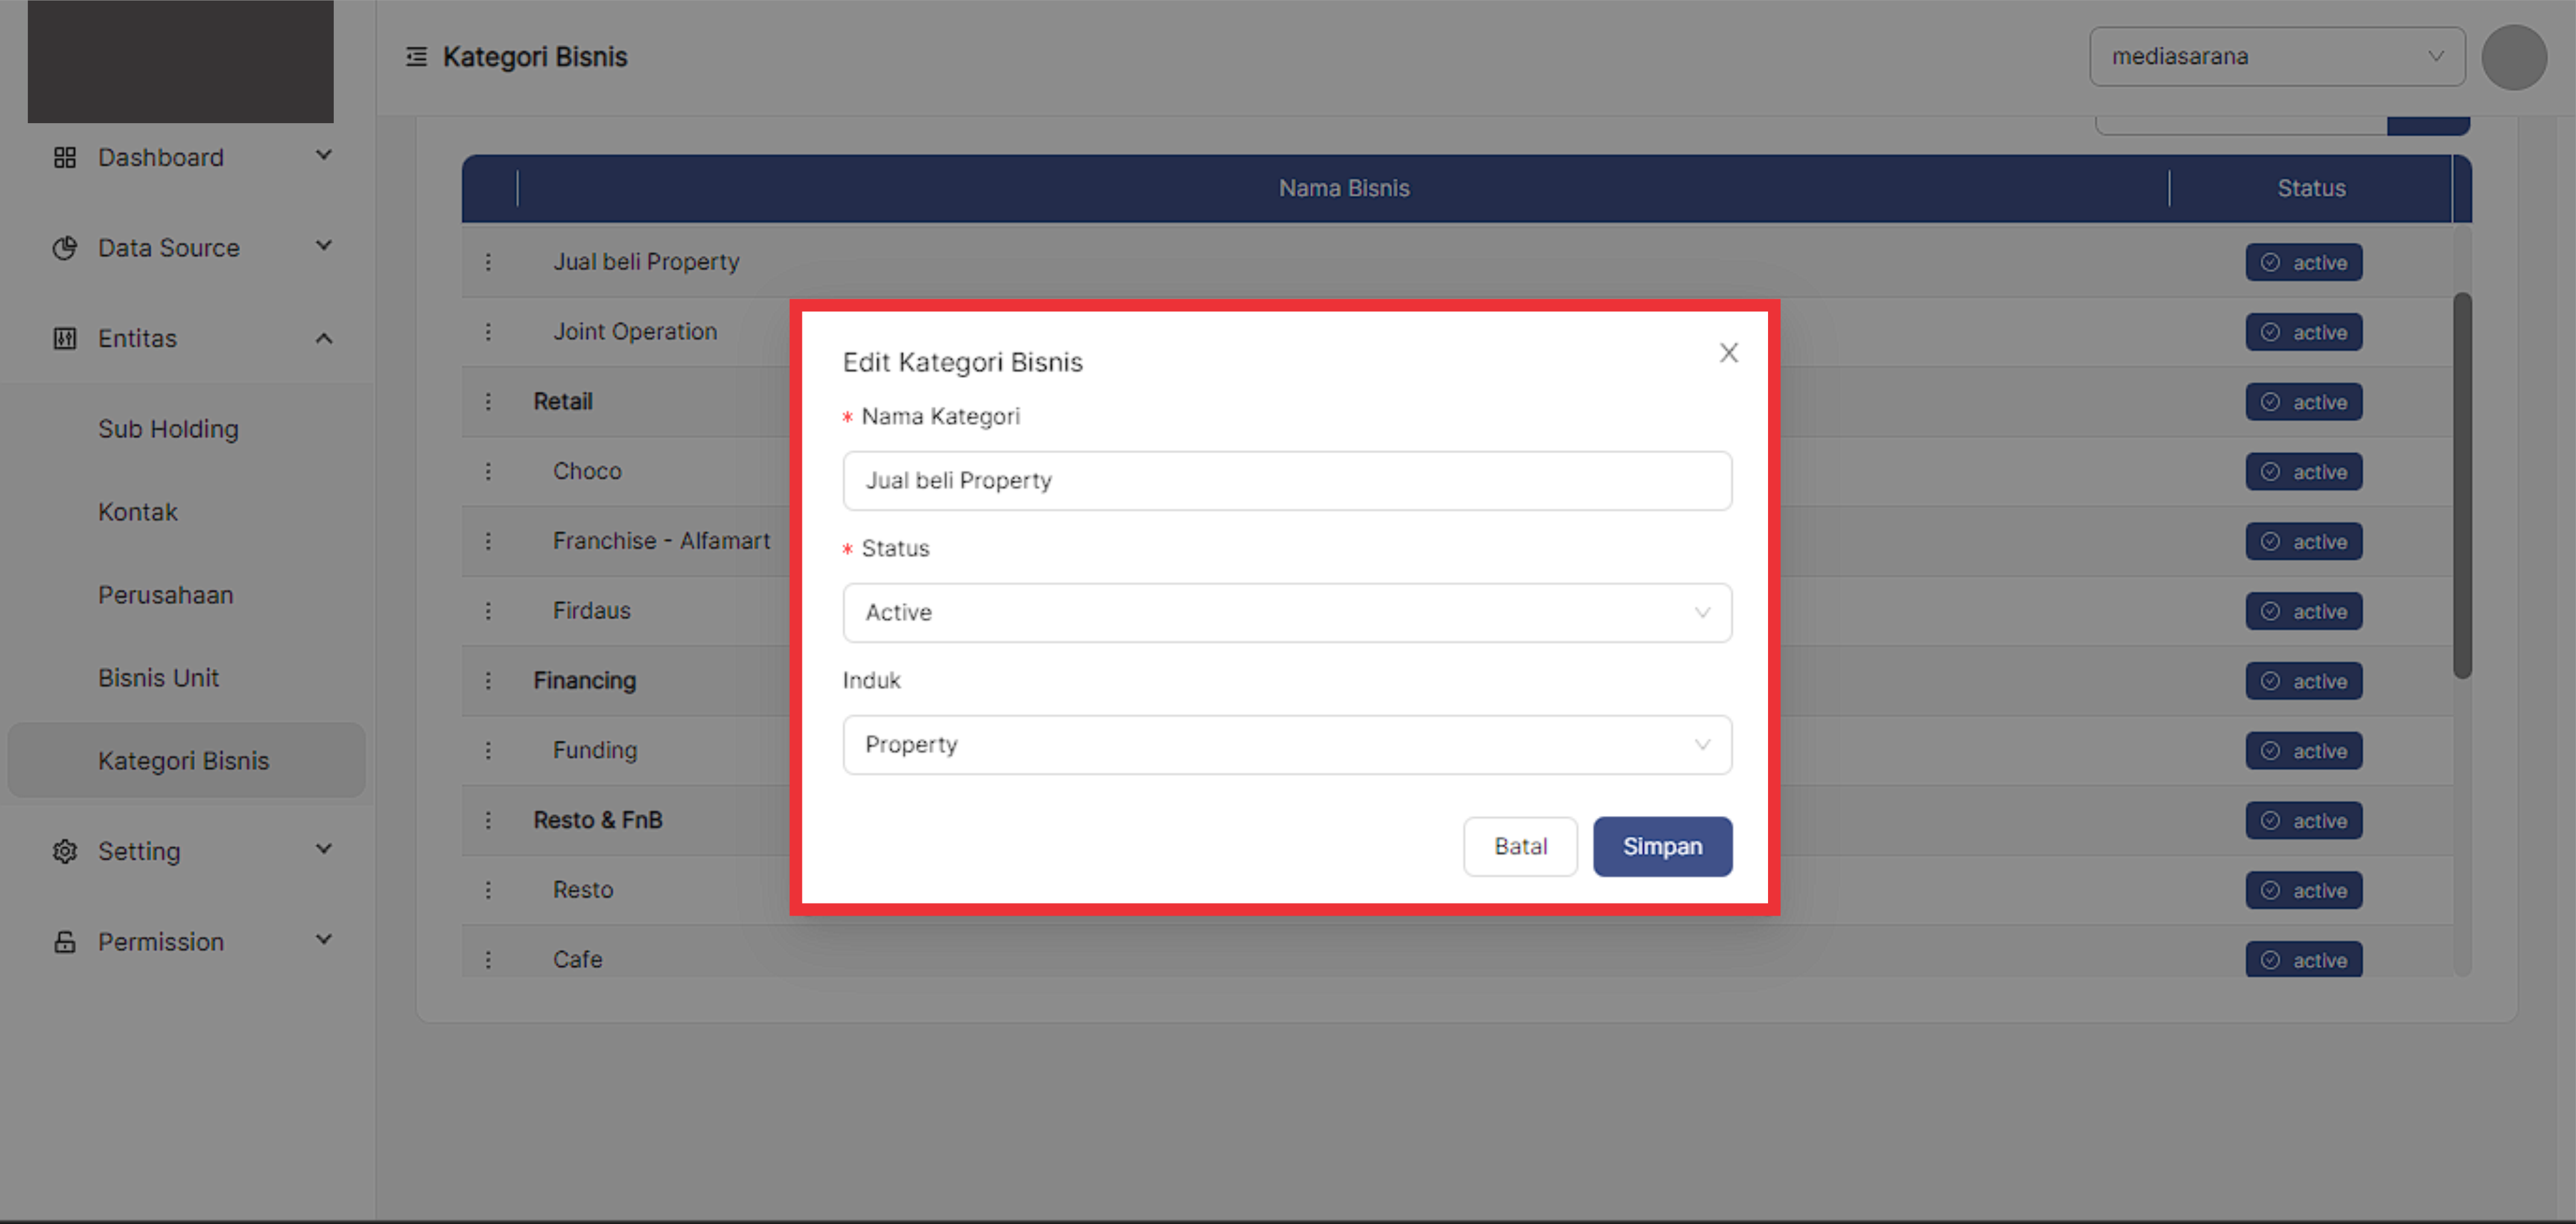 Kategori Bisnis
mediasarana
Dashboard
Data Source
Entitas
Sub Holding
Kontak
Perusahaan
Bisnis Unit
Kategori Bisnis
Setting
Permission
Nama Bisnis Status
Jual beli Property active
Joint Operation active
Retail active
Choco active
Franchise - Alfamart active
Firdaus active
Financing active
Funding active
Resto & FnB active
Resto active
Cafe active
Edit Kategori Bisnis
* Nama Kategori
Jual beli Property
* Status
Active
Induk
Property
Batal Simpan